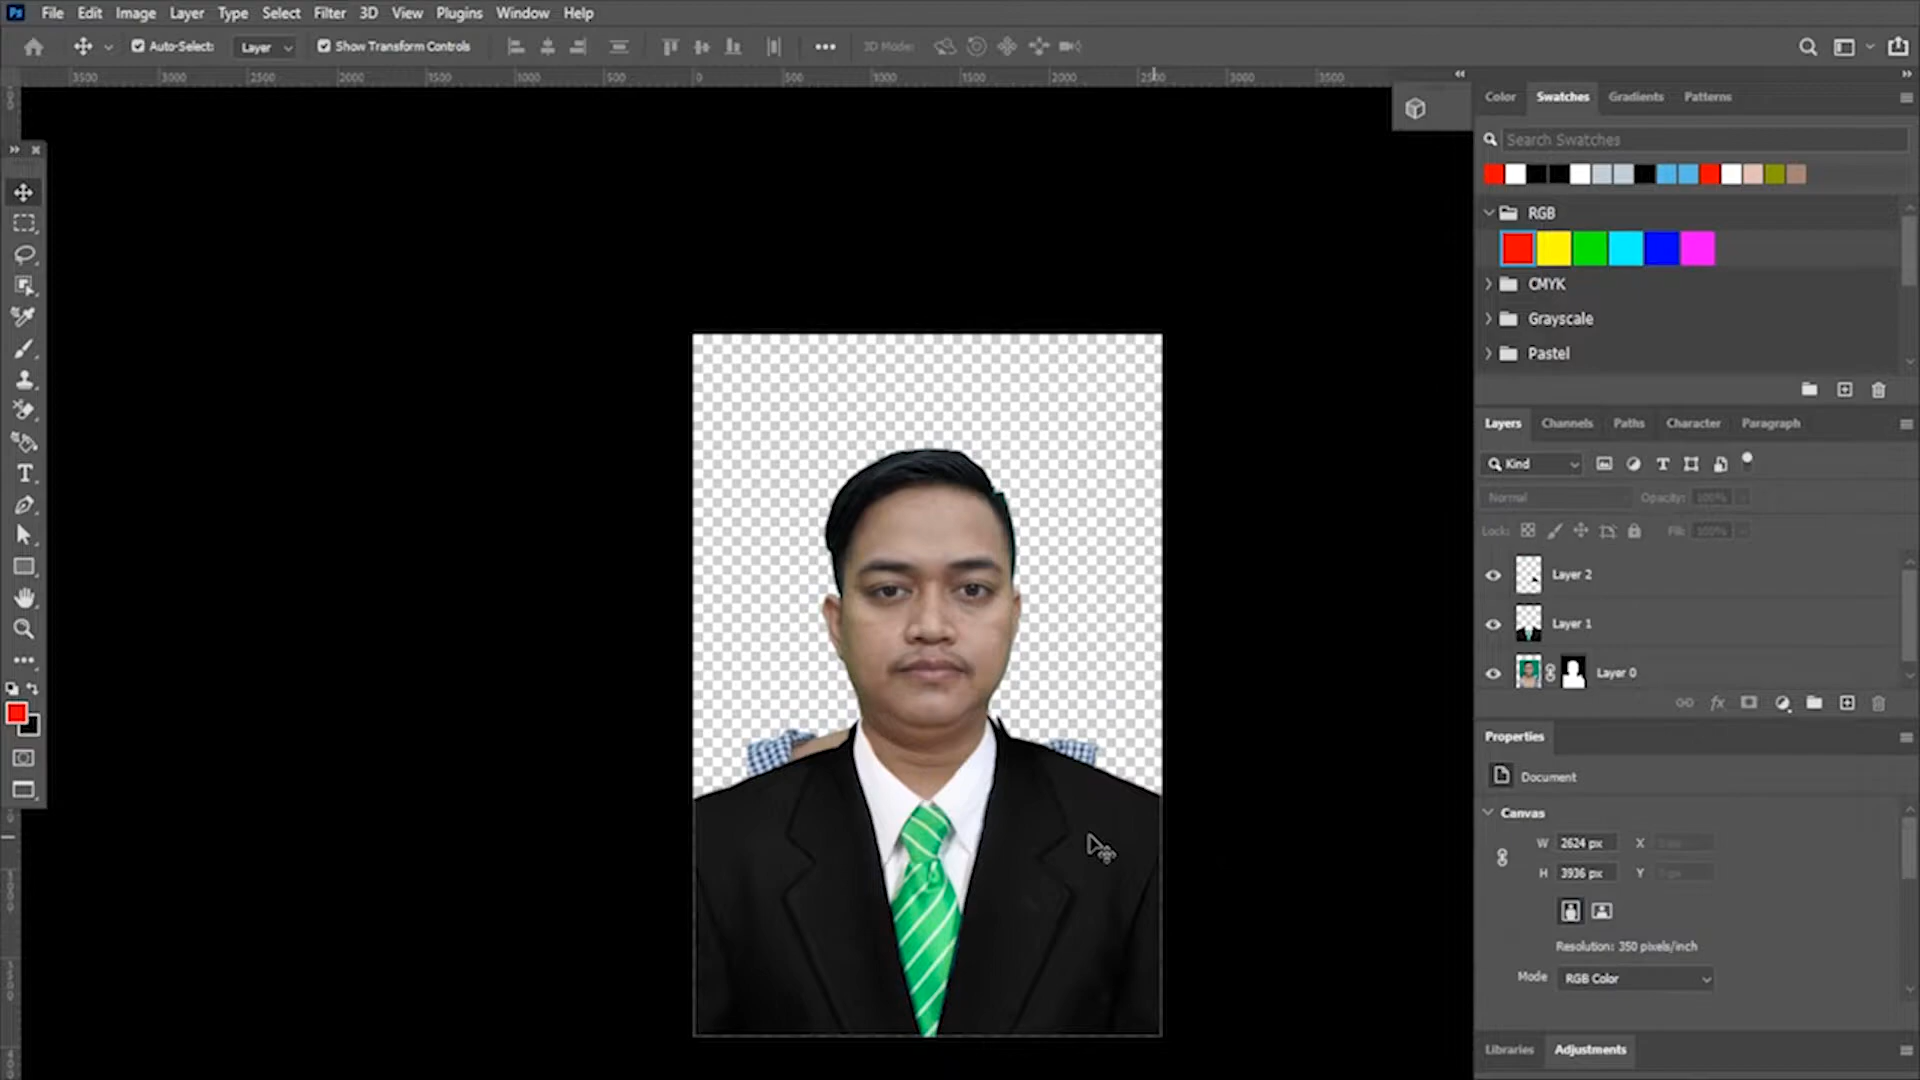 Ps File Edit Image Layer Type Select Filter 3D View Plugins Window Help
Auto-Select: Layer Show Transform Controls 3D Mode:
3500 3000 2500 2000 1500 1000 500 0 500 1000 1500 2000 2500 3000 3500
Color Swatches Gradients Patterns
Search Swatches
RGB
CMYK
Grayscale
Pastel
Layers Channels Paths Character Paragraph
Kind
Normal Opacity: 100%
Lock: Fill: 100%
Layer 2
Layer 1
Layer 0
fx
Properties
Document
Canvas
W 2624 px X
H 3936 px Y
Resolution: 350 pixels/inch
Mode RGB Color
Libraries Adjustments